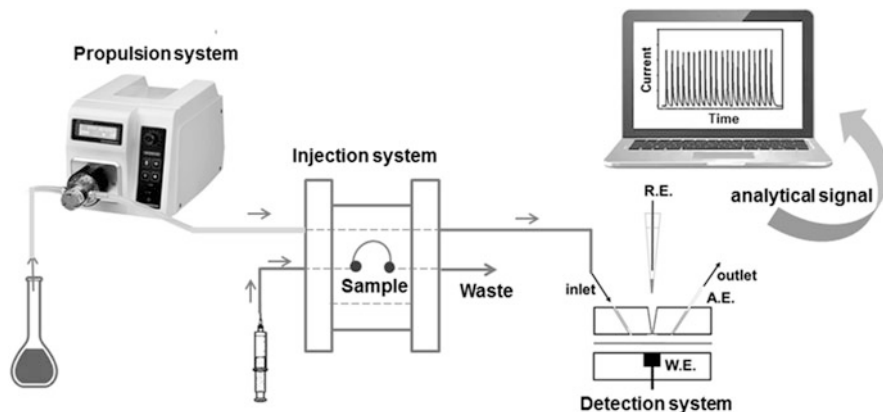 Propulsion system
Injection system
Sample
Waste
Current
Time
analytical signal
R.E.
inlet
outlet
A.E.
W.E.
Detection system